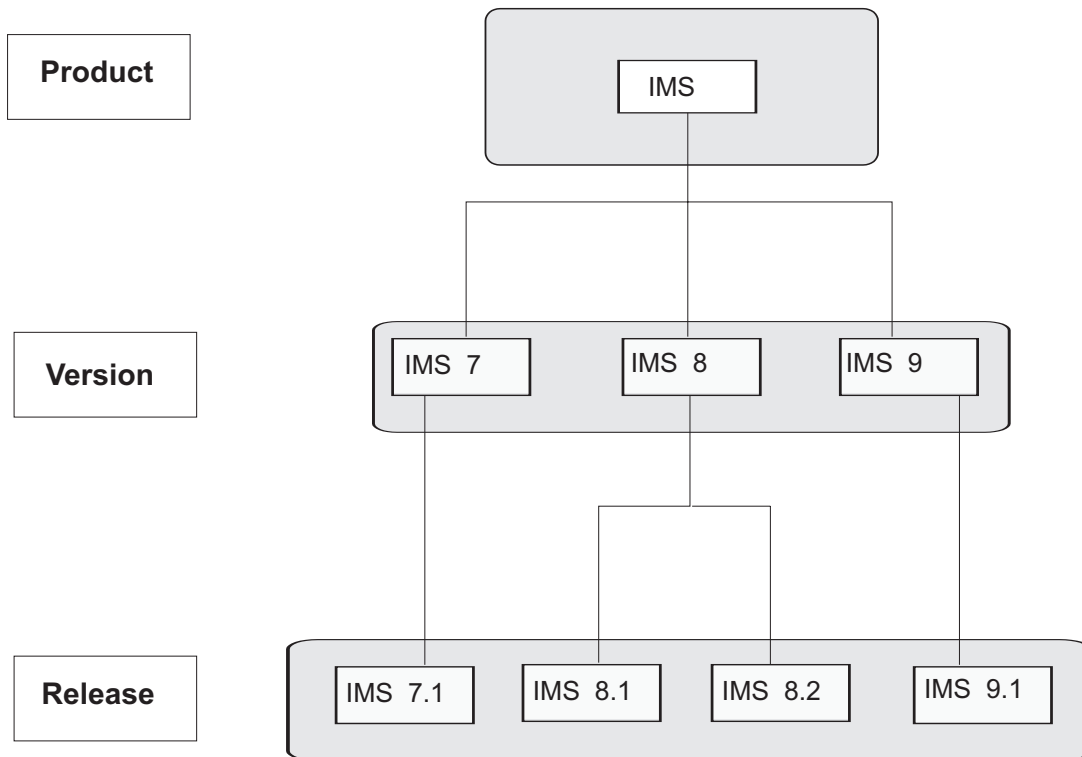 Product
IMS
Version
IMS 7
IMS 8
IMS 9
Release
IMS 7.1
IMS 8.1
IMS 8.2
IMS 9.1